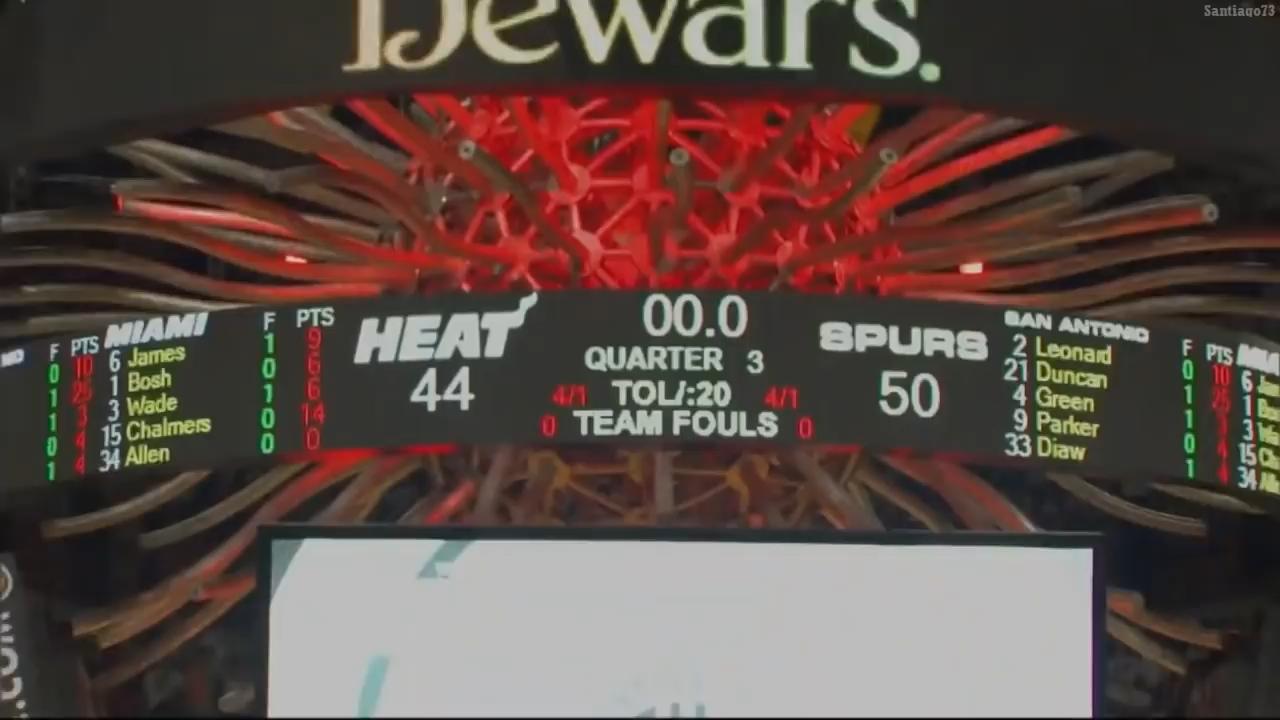 Santiago73
Dewars.
HEAT 00.0 SPURS
QUARTER 3
44 50
4/1 TOL/:20 4/1
0 TEAM FOULS 0
MIAMI F PTS
6 James 1 9
1 Bosh 0 6
3 Wade 1 6
15 Chalmers 0 14
34 Allen 0 0
SAN ANTONIO F PTS
2 Leonard 0 10
21 Duncan 1 25
4 Green 1 3
9 Parker 0 4
33 Diaw 1 4
F PTS
0 10
1 25
1 3
0 4
1 4
6
1
3
15
34
.COM